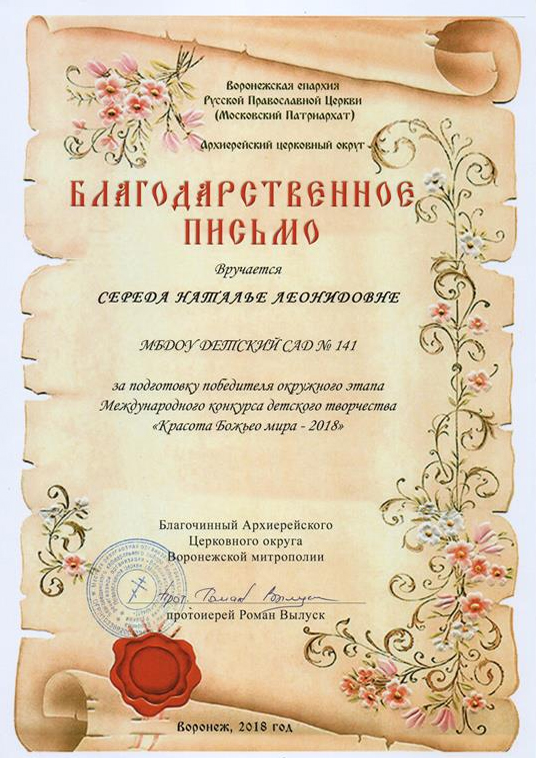 Воронежская епархия
Русской Православной Церкви
(Московский Патриархат)
Архиерейский церковный округ
БЛАГОДАРСТВЕННОЕ
ПИСЬМО
Вручается
СЕРЕДА НАТАЛЬЕ ЛЕОНИДОВНЕ
МБДОУ ДЕТСКИЙ САД № 141
за подготовку победителя окружного этапа
Международного конкурса детского творчества
«Красота Божьео мира - 2018»
Благочинный Архиерейского
Церковного округа
Воронежской митрополии
прот. Роман Вылуск
протоиерей Роман Вылуск
Воронеж, 2018 год